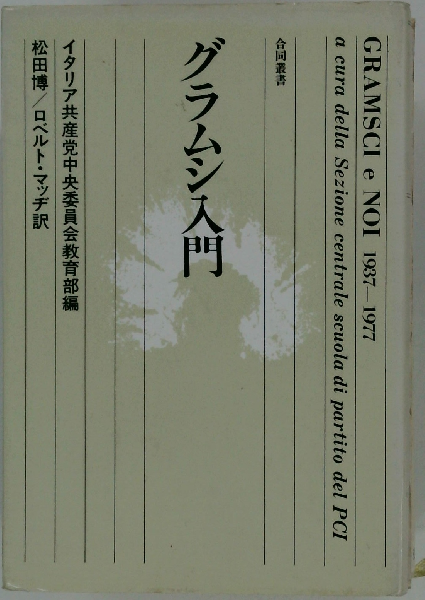 GRAMSCI e NOI 1937—1977
a cura della Sezione centrale scuola di partito del PCI
合同叢書
グラムシ入門
イタリア共産党中央委員会教育部編
松田博／ロベルト・マッヂ訳